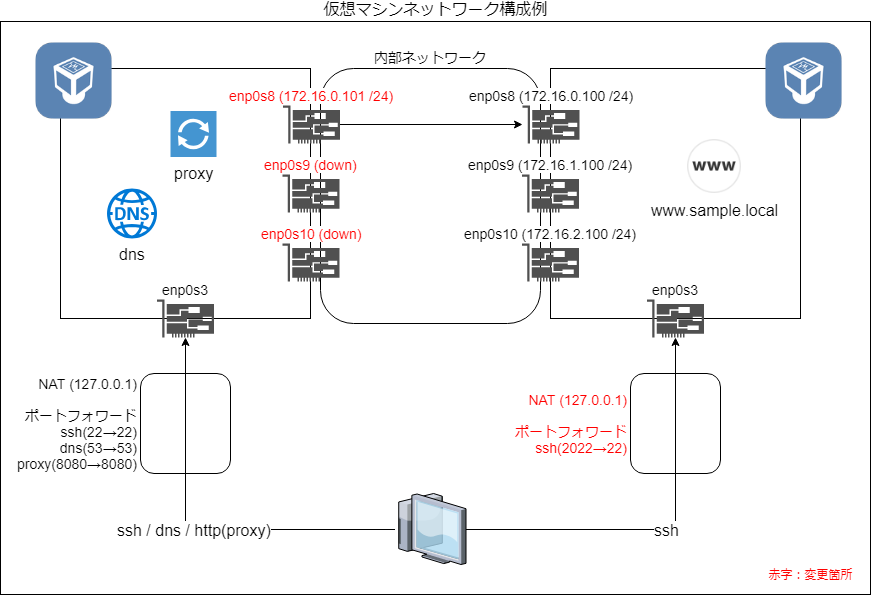 仮想マシンネットワーク構成例
内部ネットワーク
enp0s8 (172.16.0.101 /24)
enp0s8 (172.16.0.100 /24)
proxy
enp0s9 (down)
enp0s9 (172.16.1.100 /24)
www
www.sample.local
DNS
dns
enp0s10 (down)
enp0s10 (172.16.2.100 /24)
enp0s3
enp0s3
NAT (127.0.0.1)
ポートフォワード
ssh(22→22)
dns(53→53)
proxy(8080→8080)
NAT (127.0.0.1)
ポートフォワード
ssh(2022→22)
ssh / dns / http(proxy)
ssh
赤字：変更箇所